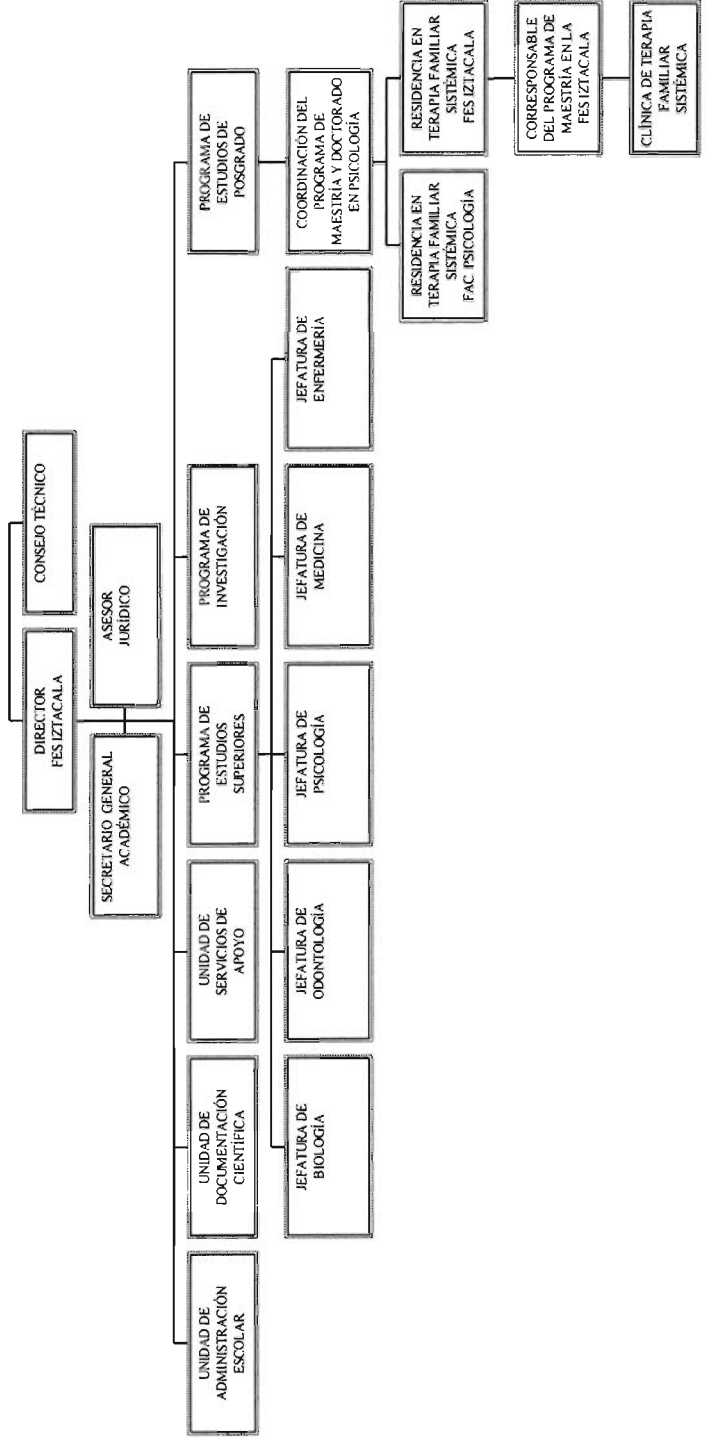 DIRECTOR
FES IZTACALA
CONSEJO TÉCNICO
SECRETARIO GENERAL
ACADÉMICO
ASESOR
JURÍDICO
UNIDAD DE
ADMINISTRACIÓN
ESCOLAR
UNIDAD DE
DOCUMENTACIÓN
CIENTÍFICA
UNIDAD DE
SERVICIOS DE
APOYO
PROGRAMA DE
ESTUDIOS
SUPERIORES
PROGRAMA DE
INVESTIGACIÓN
PROGRAMA DE
ESTUDIOS DE
POSGRADO
JEFATURA DE
BIOLOGÍA
JEFATURA DE
ODONTOLOGÍA
JEFATURA DE
PSICOLOGÍA
JEFATURA DE
MEDICINA
JEFATURA DE
ENFERMERÍA
COORDINACIÓN DEL
PROGRAMA DE
MAESTRÍA Y DOCTORADO
EN PSICOLOGÍA
RESIDENCIA EN
TERAPIA FAMILIAR
SISTÉMICA
FAC. PSICOLOGÍA
RESIDENCIA EN
TERAPIA FAMILIAR
SISTÉMICA
FES IZTACALA
CORRESPONSABLE
DEL PROGRAMA DE
MAESTRÍA EN LA
FES IZTACALA
CLÍNICA DE TERAPIA
FAMILIAR
SISTÉMICA